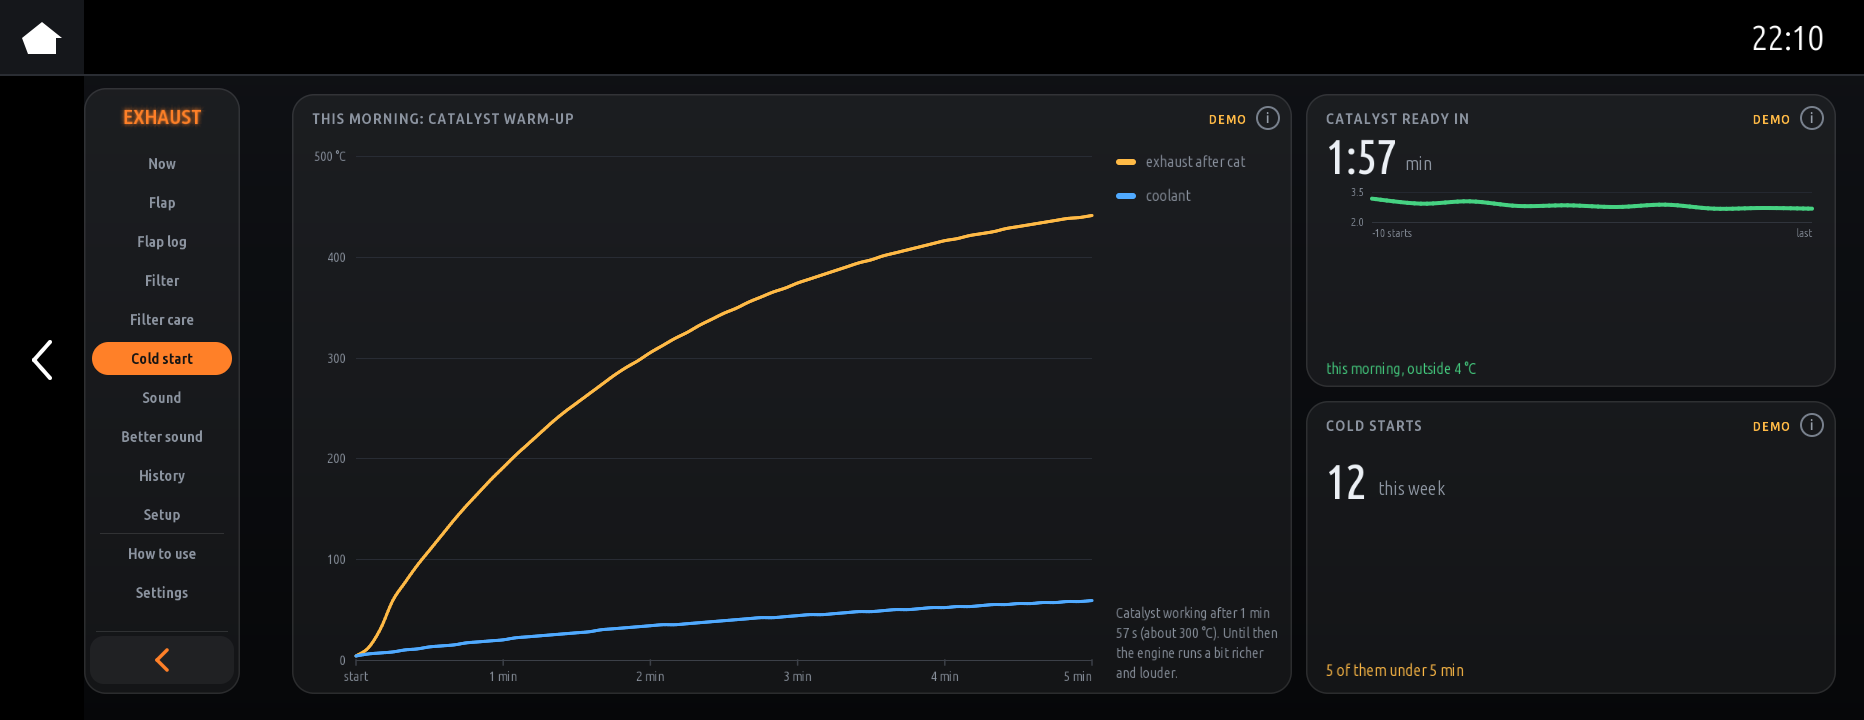 22:10
EXHAUST
Now
Flap
Flap log
Filter
Filter care
Cold start
Sound
Better sound
History
Setup
How to use
Settings
THIS MORNING: CATALYST WARM-UP
DEMO i
500 °C
400
300
200
100
0
start 1 min 2 min 3 min 4 min 5 min
exhaust after cat
coolant
Catalyst working after 1 min
57 s (about 300 °C). Until then
the engine runs a bit richer
and louder.
CATALYST READY IN
DEMO i
1:57 min
3.5
2.0
-10 starts last
this morning, outside 4 °C
COLD STARTS
DEMO i
12 this week
5 of them under 5 min